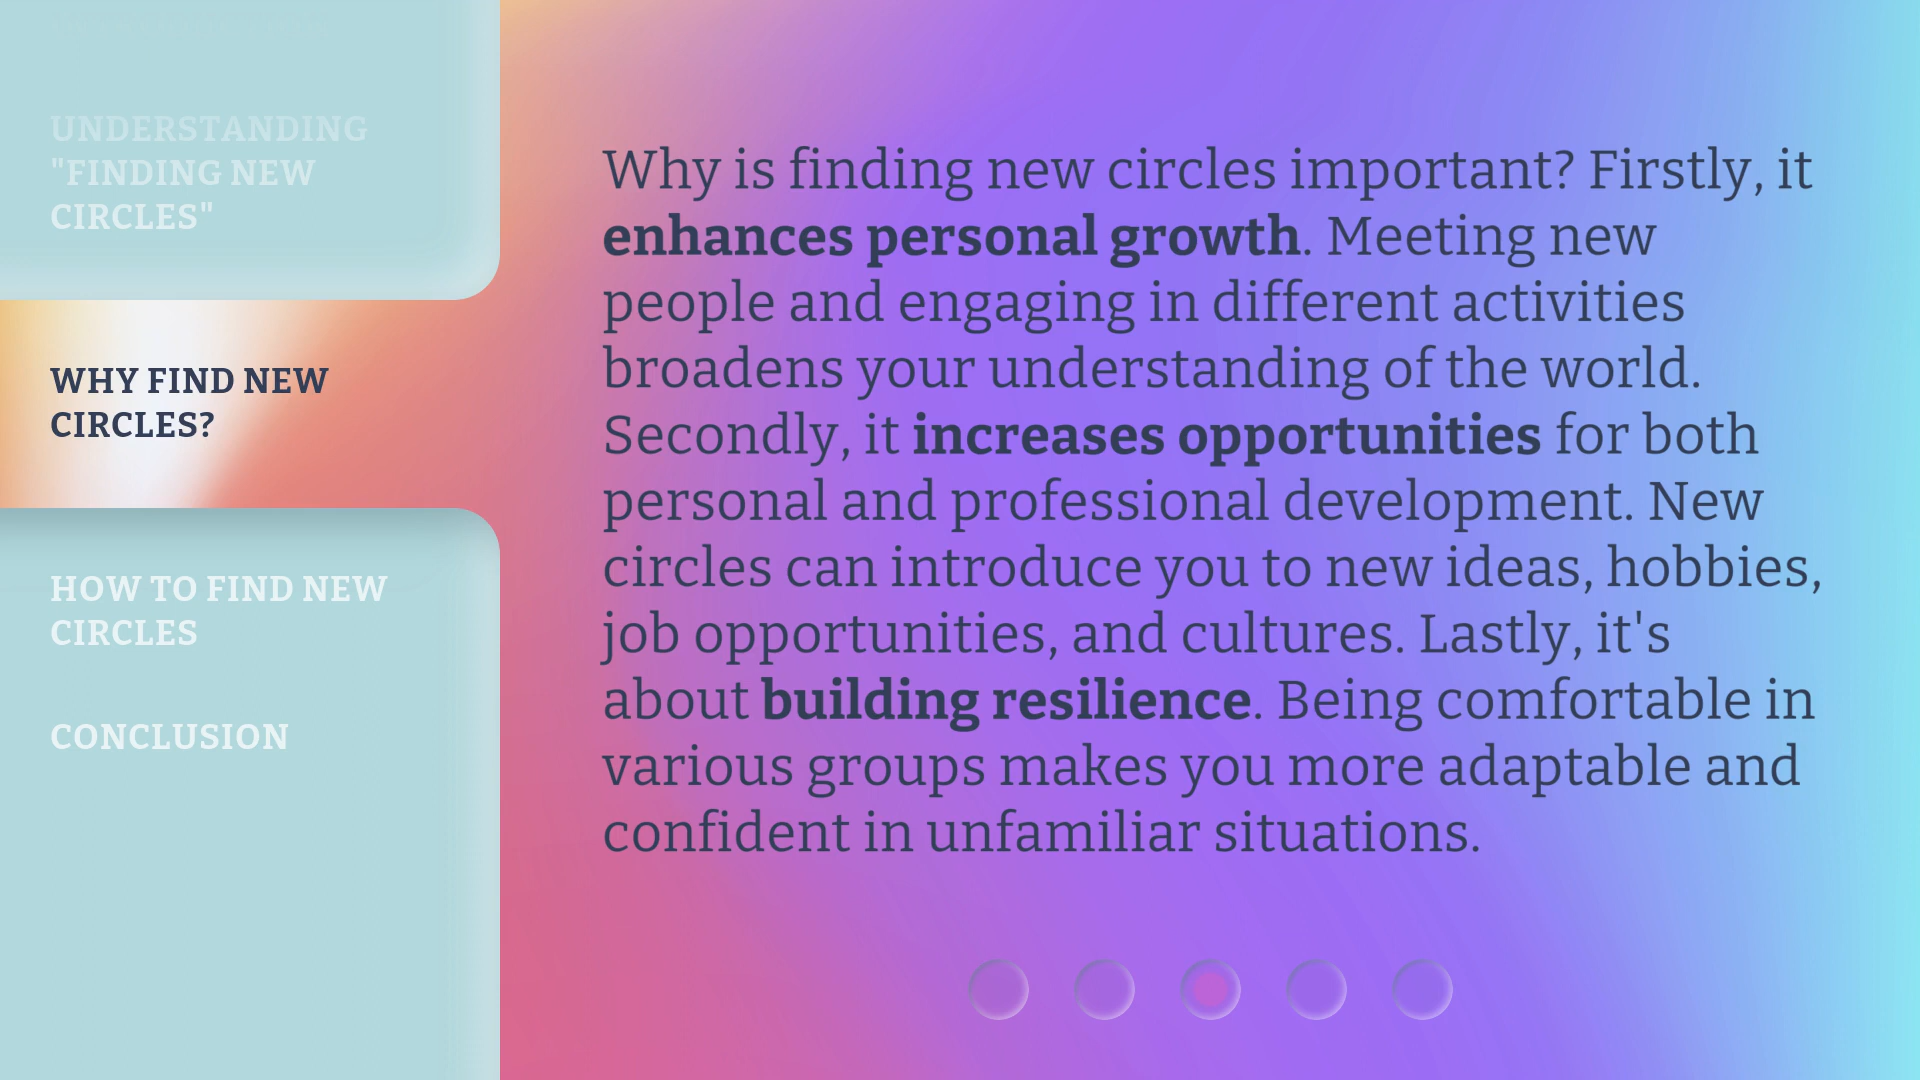 UNDERSTANDING
"FINDING NEW
CIRCLES"
WHY FIND NEW
CIRCLES?
HOW TO FIND NEW
CIRCLES
CONCLUSION
Why is finding new circles important? Firstly, it
enhances personal growth. Meeting new
people and engaging in different activities
broadens your understanding of the world.
Secondly, it increases opportunities for both
personal and professional development. New
circles can introduce you to new ideas, hobbies,
job opportunities, and cultures. Lastly, it's
about building resilience. Being comfortable in
various groups makes you more adaptable and
confident in unfamiliar situations.